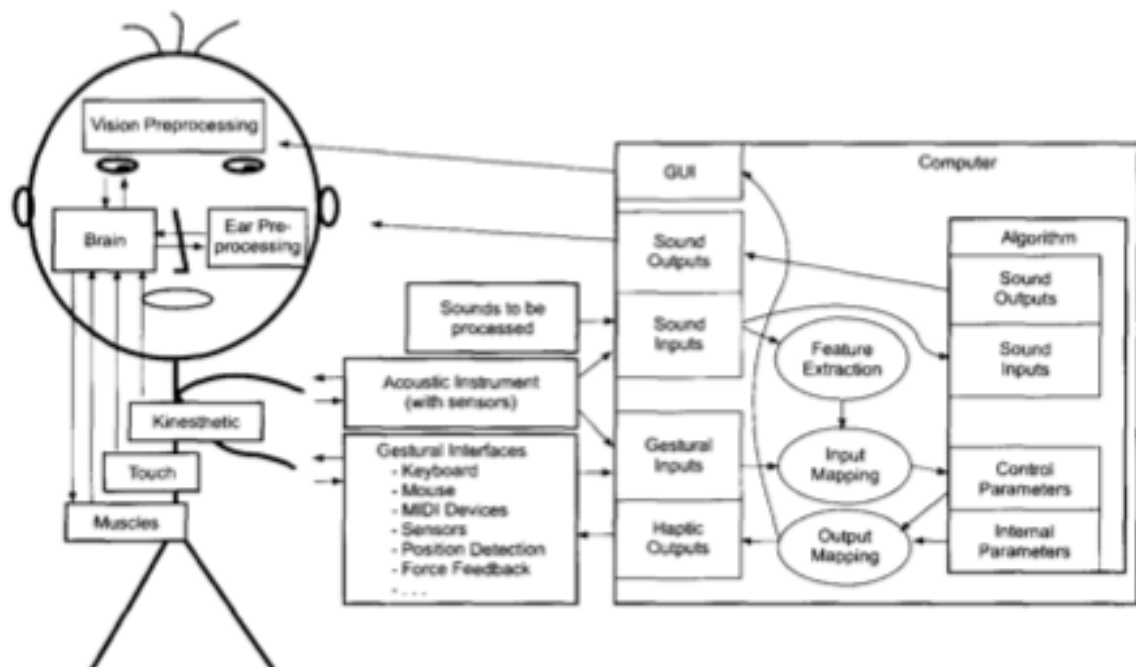 Vision Preprocessing
Brain
Ear Pre-
processing
Kinesthetic
Touch
Muscles
Sounds to be
processed
Acoustic Instrument
(with sensors)
Gestural Interfaces
- Keyboard
- Mouse
- MIDI Devices
- Sensors
- Position Detection
- Force Feedback
- . . .
Computer
GUI
Sound
Outputs
Sound
Inputs
Gestural
Inputs
Haptic
Outputs
Feature
Extraction
Input
Mapping
Output
Mapping
Algorithm
Sound
Outputs
Sound
Inputs
Control
Parameters
Internal
Parameters